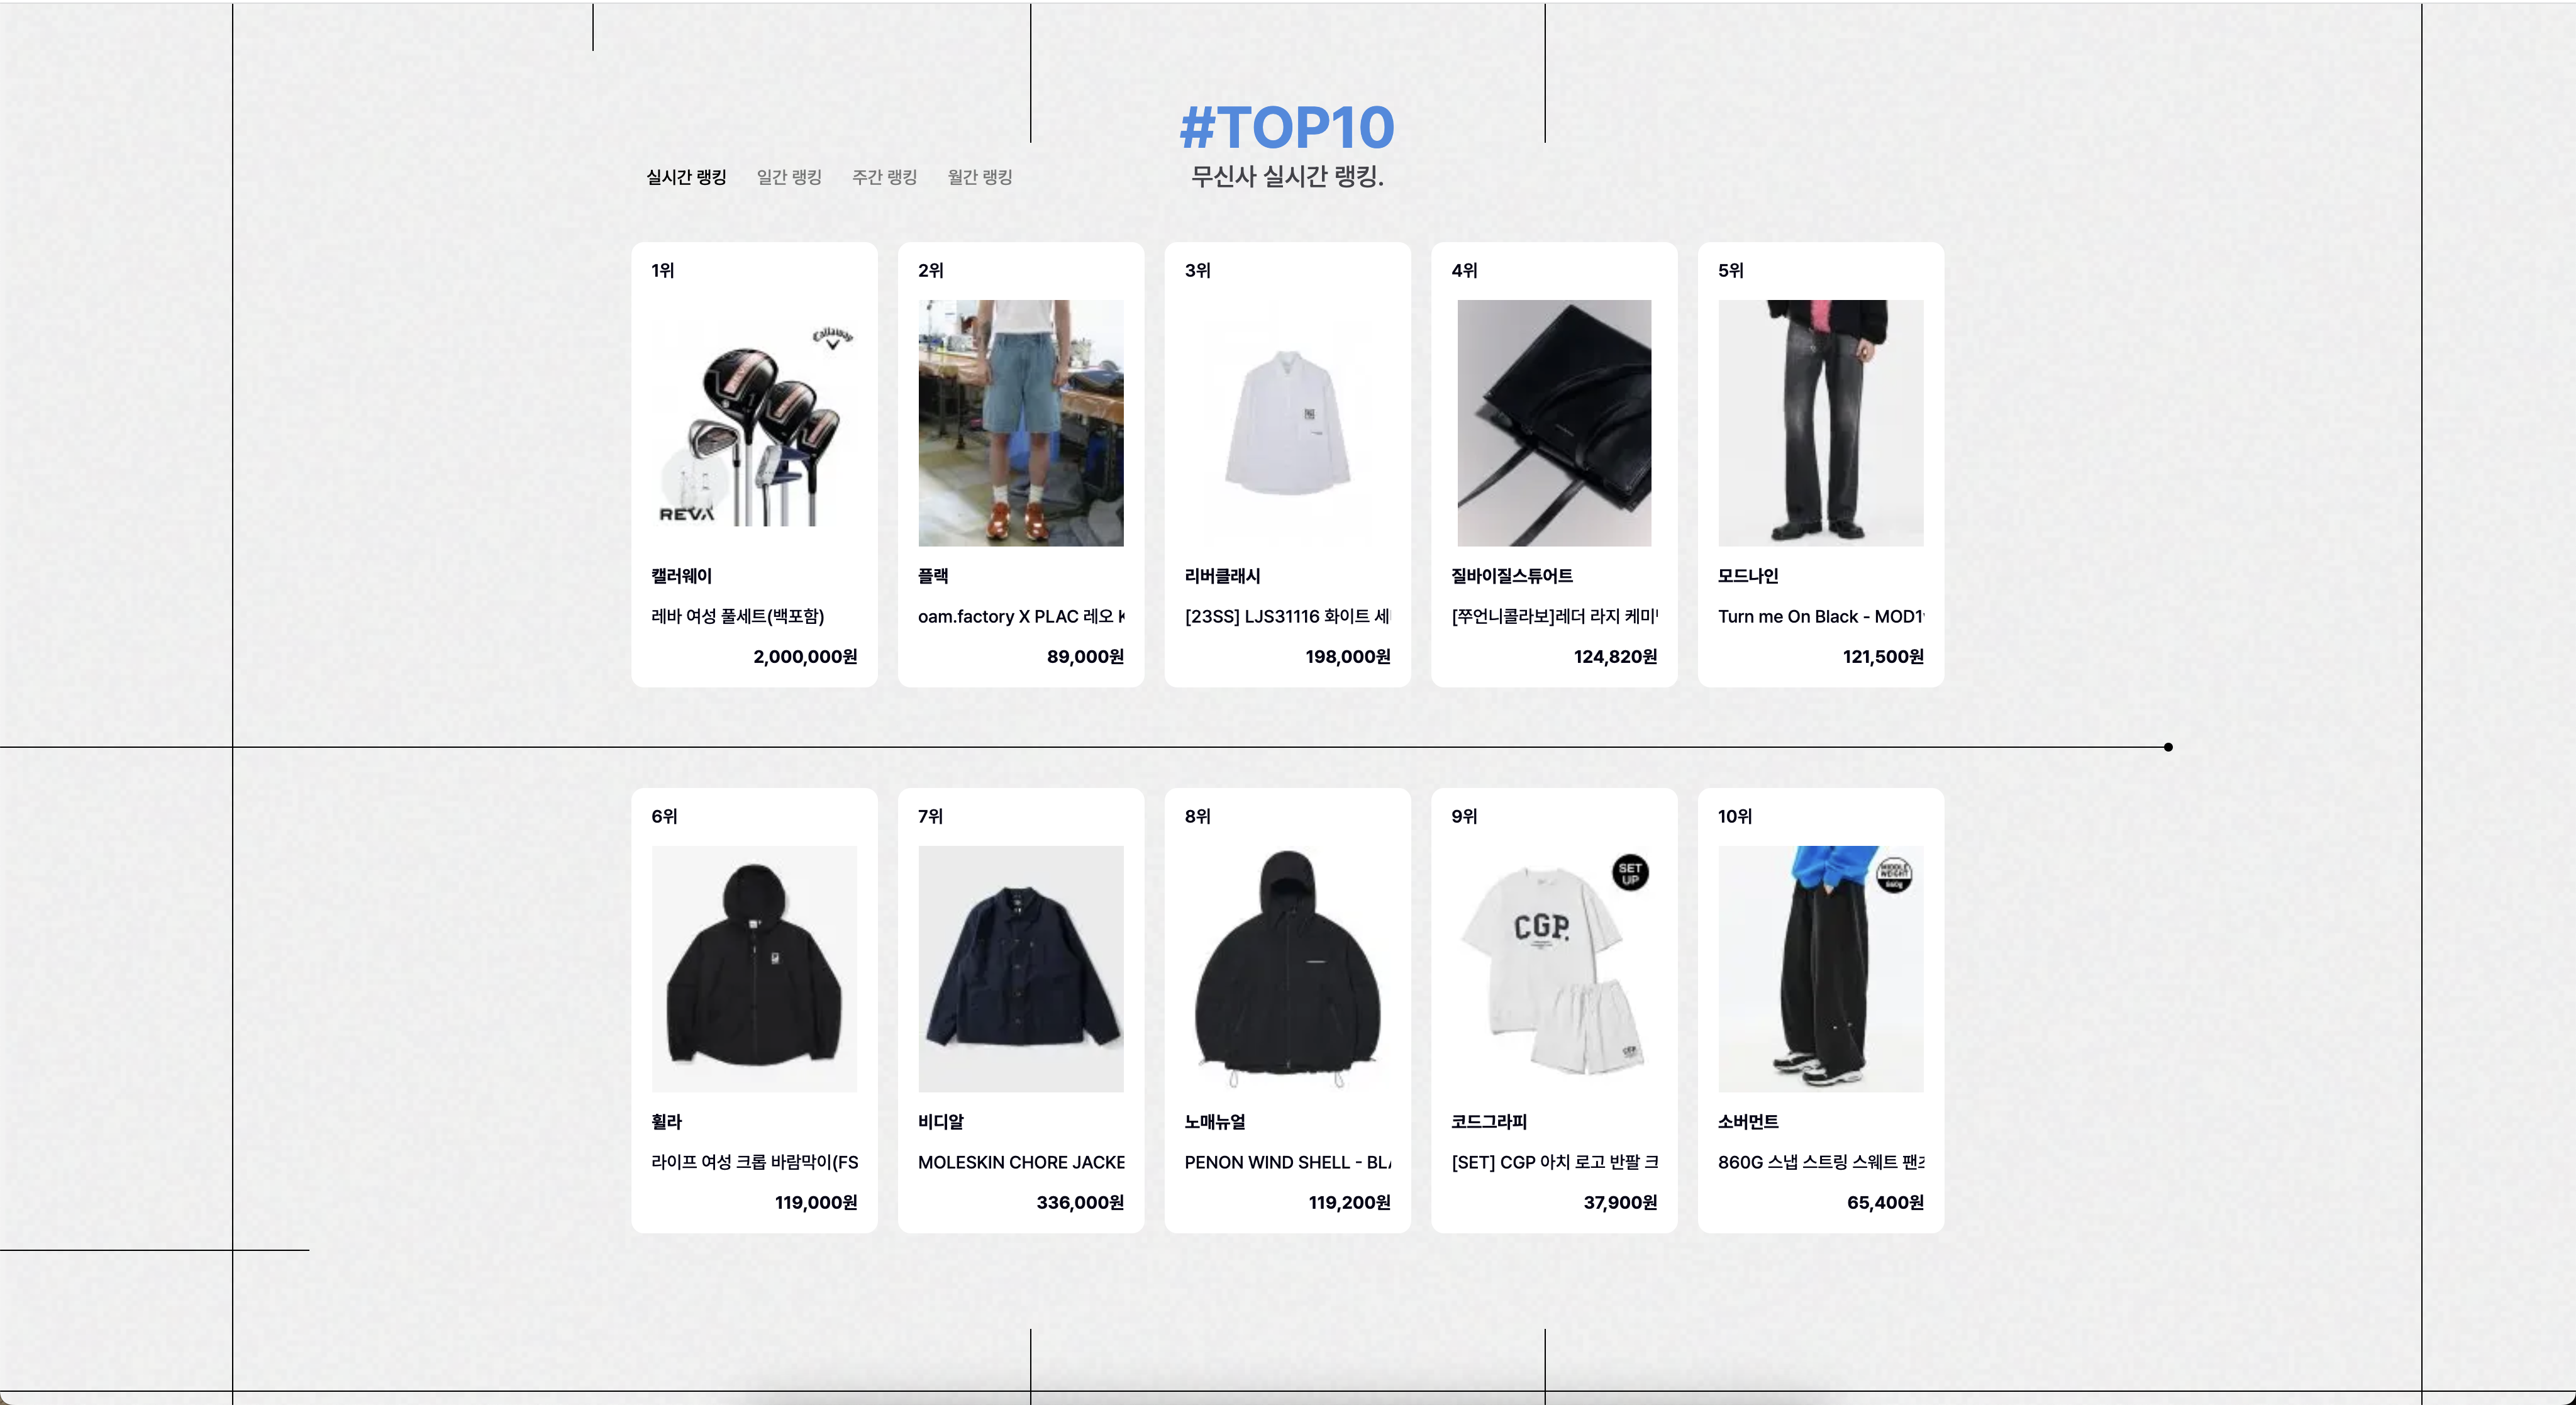 #TOP10
무신사 실시간 랭킹.
실시간 랭킹 일간 랭킹 주간 랭킹 월간 랭킹
1위
Callaway
REVA
캘러웨이
레바 여성 풀세트(백포함)
2,000,000원
2위
플랙
oam.factory X PLAC 레오
89,000원
3위
리버클래시
[23SS] LJS31116 화이트
198,000원
4위
질바이질스튜어트
[쭈언니콜라보]레더 라지
124,820원
5위
모드나인
Turn me On Black -
121,500원
6위
휠라
라이프 여성 크롭 바람막이(FS
119,000원
7위
비디알
MOLESKIN CHORE JACKE
336,000원
8위
노매뉴얼
PENON WIND SHELL -
119,200원
9위
SET
UP
CGP.
CGP.
코드그라피
[SET] CGP 아치 로고 반팔 크
37,900원
10위
MIDDLE
WEIGHT
860g
소버먼트
860G 스냅 스트링 스웨트
65,400원